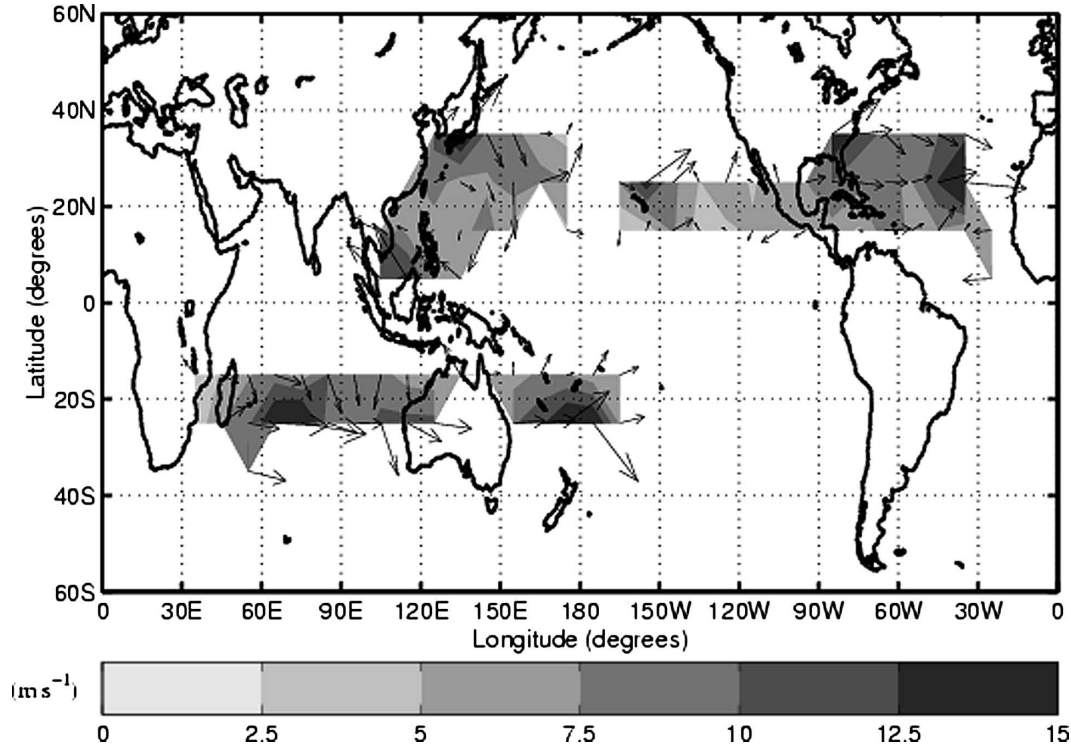 60N
40N
20N
0
20S
40S
60S
Latitude (degrees)
0 30E 60E 90E 120E 150E 180 150W 120W 90W 60W 30W 0
Longitude (degrees)
(m s⁻¹)
0 2.5 5 7.5 10 12.5 15